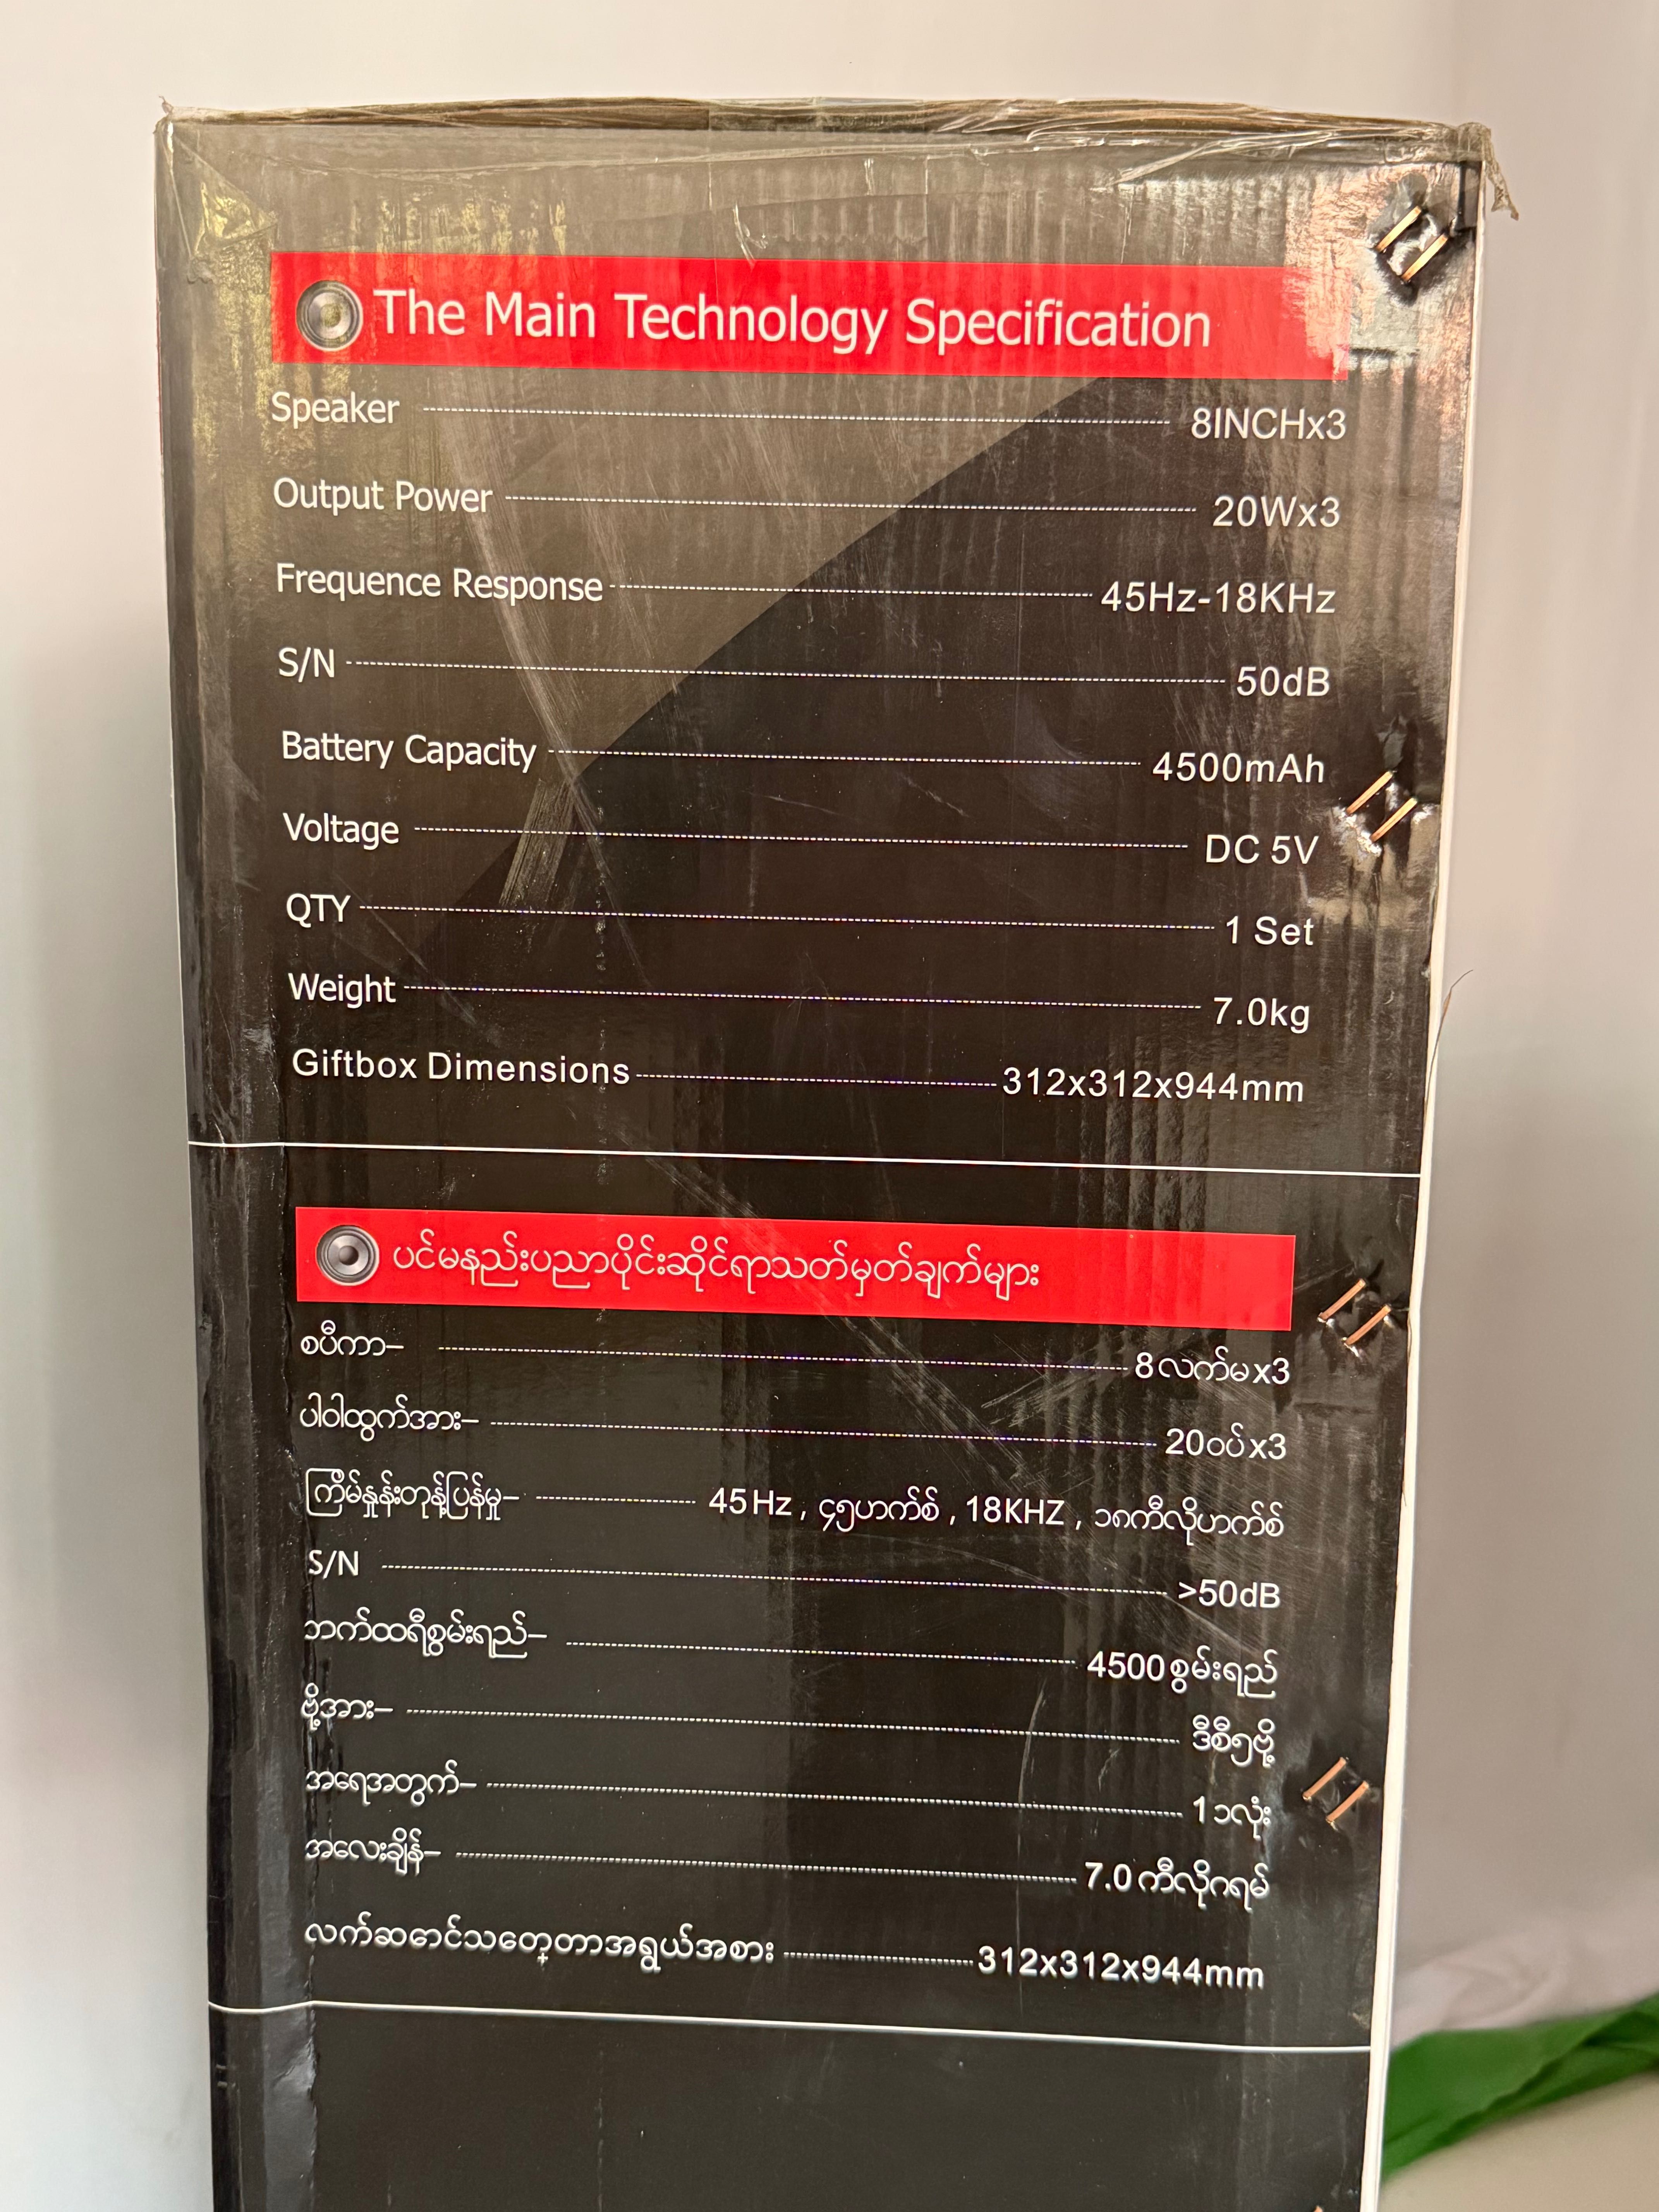 The Main Technology Specification
Speaker 8INCHx3
Output Power 20Wx3
Frequence Response 45Hz-18KHz
S/N 50dB
Battery Capacity 4500mAh
Voltage DC 5V
QTY 1 Set
Weight 7.0kg
Giftbox Dimensions 312x312x944mm
ပင်မနည်းပညာပိုင်းဆိုင်ရာသတ်မှတ်ချက်များ
စပီကာ– 8လက်မx3
ပါဝါထွက်အား– 20ဝပ်x3
ကြိမ်နှုန်းတုန့်ပြန်မှု– 45Hz , ၄၅ဟက်စ် , 18KHZ , ၁၈ကီလိုဟက်စ်
S/N >50dB
ဘက်ထရီစွမ်းရည်– 4500စွမ်းရည်
ဗို့အား– ဒီစီ၅ဗို့
အရေအတွက်– 1၁လုံး
အလေးချိန်– 7.0ကီလိုဂရမ်
လက်ဆောင်သေတ္တာအရွယ်အစား 312x312x944mm